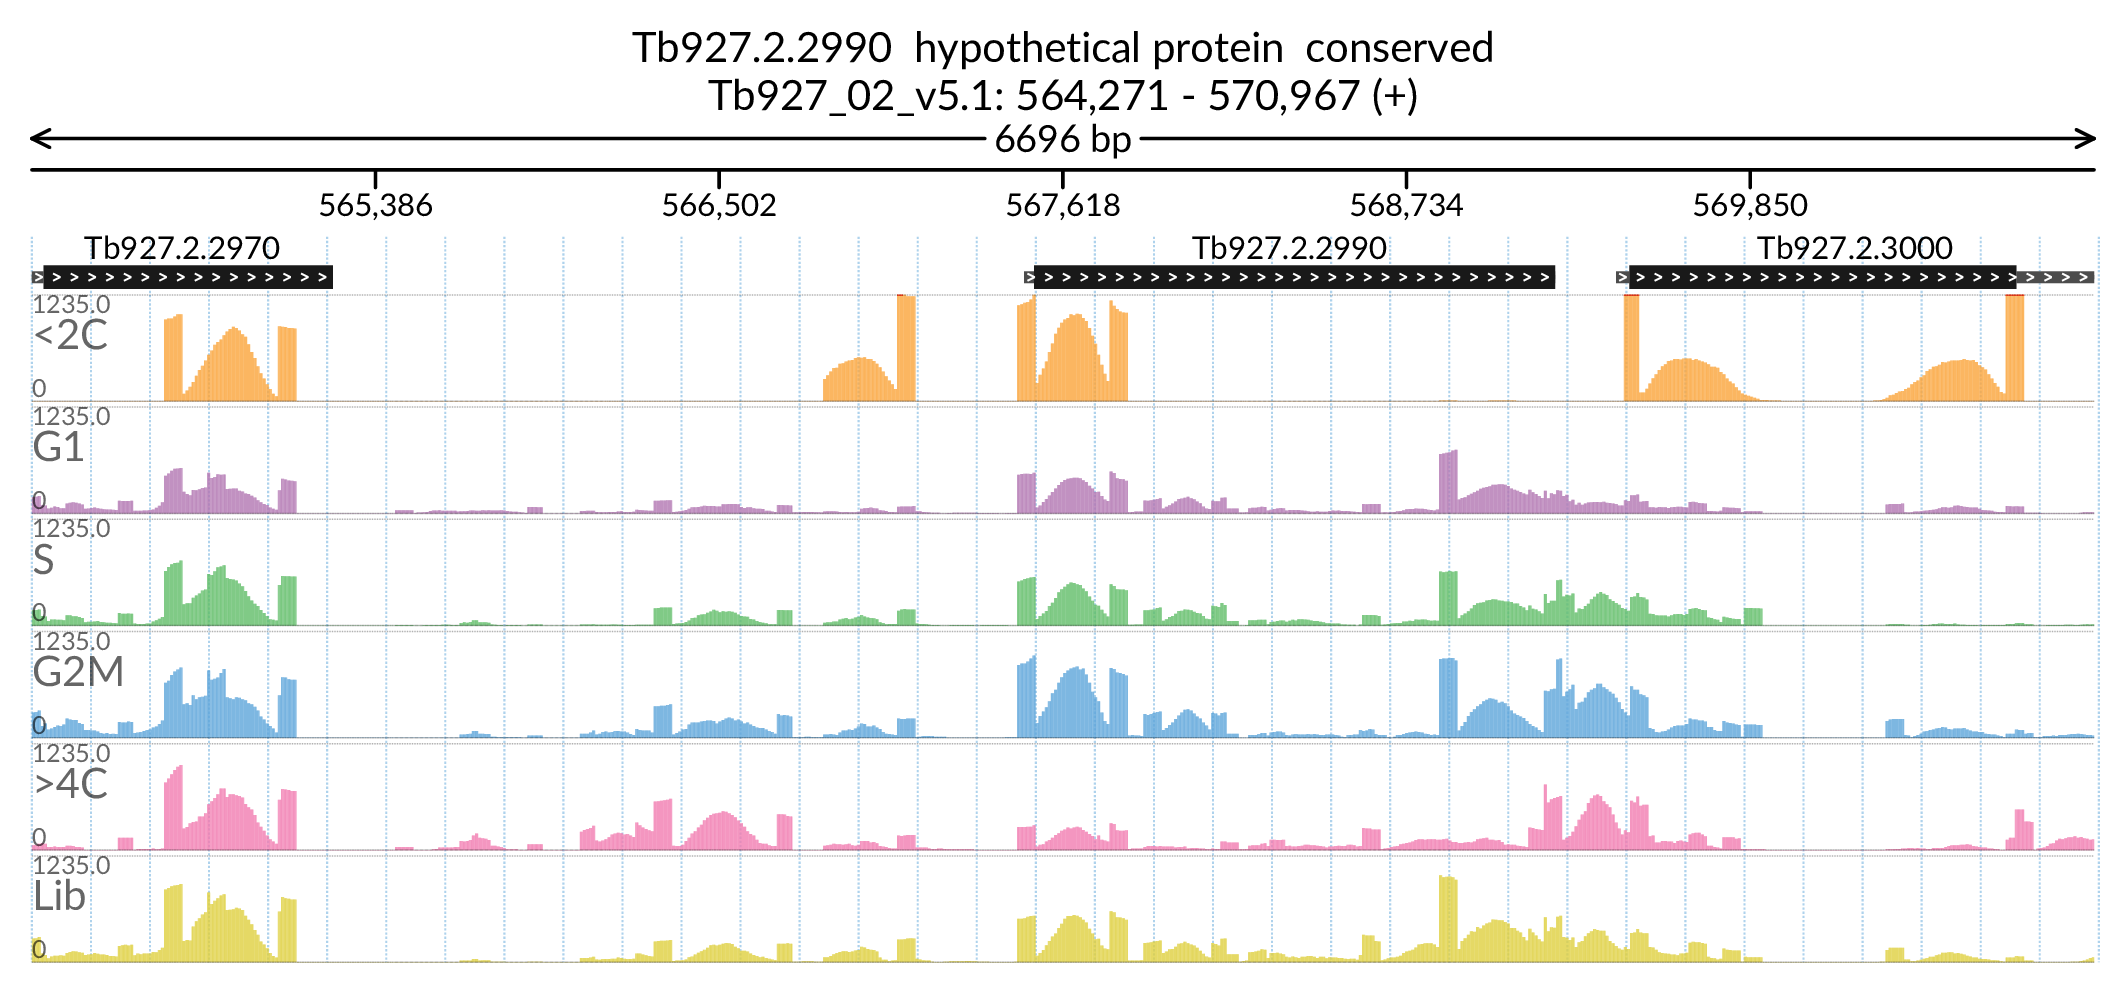 Tb927.2.2990 hypothetical protein conserved
Tb927_02_v5.1: 564,271 - 570,967 (+)
6696 bp
565,386 566,502 567,618 568,734 569,850
Tb927.2.2970 Tb927.2.2990 Tb927.2.3000
1235.0
<2C
0
1235.0
G1
0
1235.0
S
0
1235.0
G2M
0
1235.0
>4C
0
1235.0
Lib
0